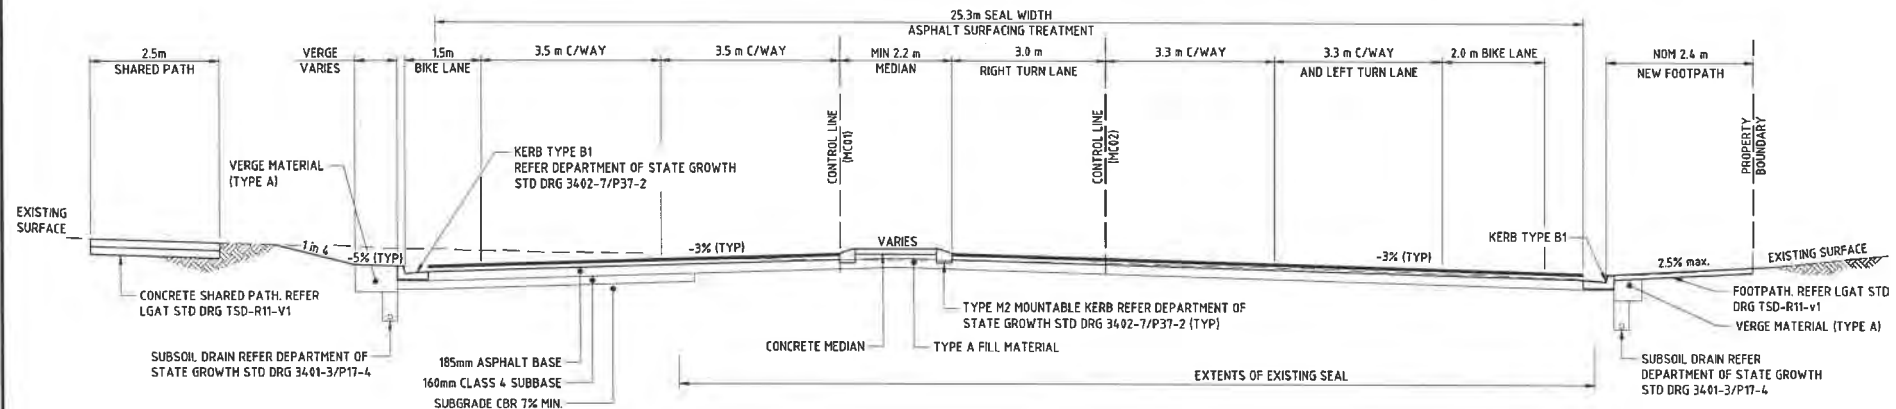 25.3m SEAL WIDTH
ASPHALT SURFACING TREATMENT
2.5m
SHARED PATH
VERGE
VARIES
1.5m
BIKE LANE
3.5 m C/WAY
3.5 m C/WAY
MIN 2.2 m
MEDIAN
3.0 m
RIGHT TURN LANE
3.3 m C/WAY
3.3 m C/WAY
AND LEFT TURN LANE
2.0 m BIKE LANE
NOM 2.4 m
NEW FOOTPATH
CONTROL LINE
(MC01)
CONTROL LINE
(MC02)
PROPERTY
BOUNDARY
VERGE MATERIAL
(TYPE A)
KERB TYPE B1
REFER DEPARTMENT OF STATE GROWTH
STD DRG 3402-7/P37-2
EXISTING
SURFACE
1 in 4
-5% (TYP)
-3% (TYP)
VARIES
-3% (TYP)
KERB TYPE B1
2.5% max.
EXISTING SURFACE
CONCRETE SHARED PATH. REFER
LGAT STD DRG TSD-R11-V1
SUBSOIL DRAIN REFER DEPARTMENT OF
STATE GROWTH STD DRG 3401-3/P17-4
185mm ASPHALT BASE
160mm CLASS 4 SUBBASE
SUBGRADE CBR 7% MIN.
CONCRETE MEDIAN
TYPE A FILL MATERIAL
TYPE M2 MOUNTABLE KERB REFER DEPARTMENT OF
STATE GROWTH STD DRG 3402-7/P37-2 (TYP)
EXTENTS OF EXISTING SEAL
FOOTPATH. REFER LGAT STD
DRG TSD-R11-v1
VERGE MATERIAL (TYPE A)
SUBSOIL DRAIN REFER
DEPARTMENT OF STATE GROWTH
STD DRG 3401-3/P17-4